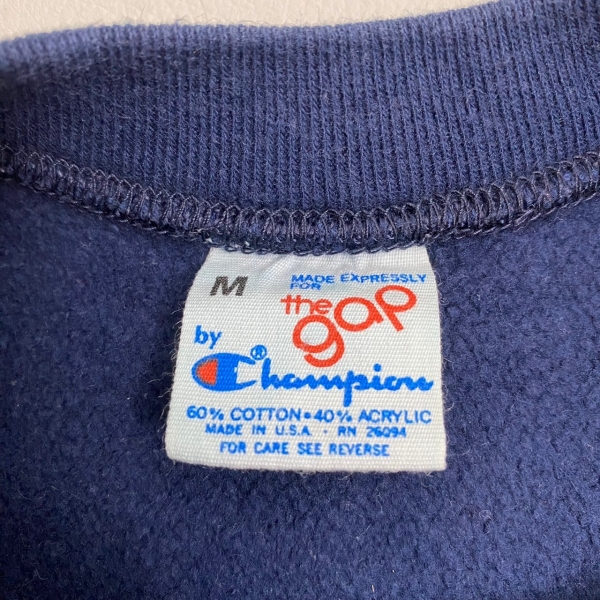 M MADE EXPRESSLY
FOR
the gap
by
Champion®
60% COTTON • 40% ACRYLIC
MADE IN U.S.A. • RN 26094
FOR CARE SEE REVERSE